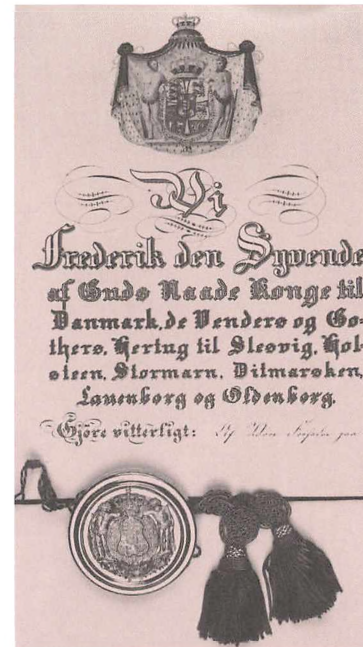 Vi
Frederik den Syvende
af Guds Naade Konge til
Danmark, de Venders og Go-
thers, Hertug til Slesvig, Hol-
steen, Stormarn, Ditmarsken,
Lauenborg og Oldenborg,
Gjøre vitterligt: